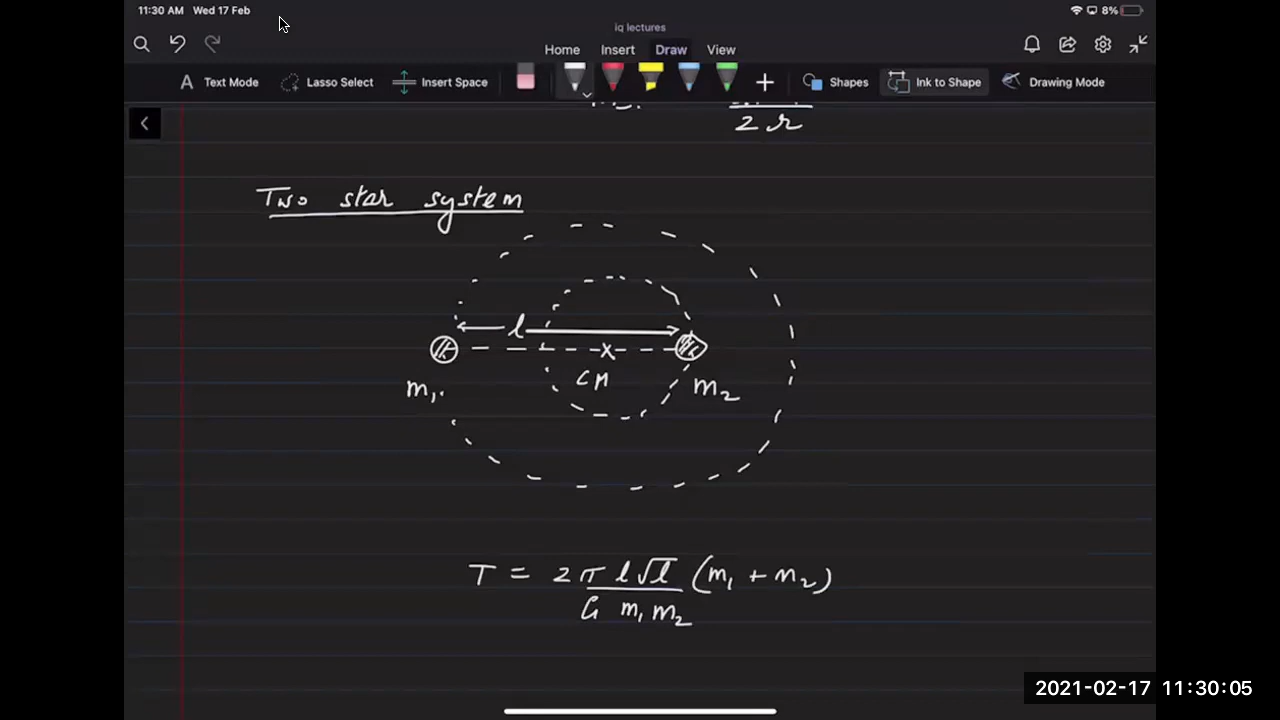 11:30 AM Wed 17 Feb
8%
iq lectures
Home Insert Draw View
Text Mode Lasso Select Insert Space Shapes Ink to Shape Drawing Mode
2 r
Two star system
l
CM
m₁ m₂
T = 2π l√l (m₁ + m₂)
G m₁ m₂
2021-02-17 11:30:05